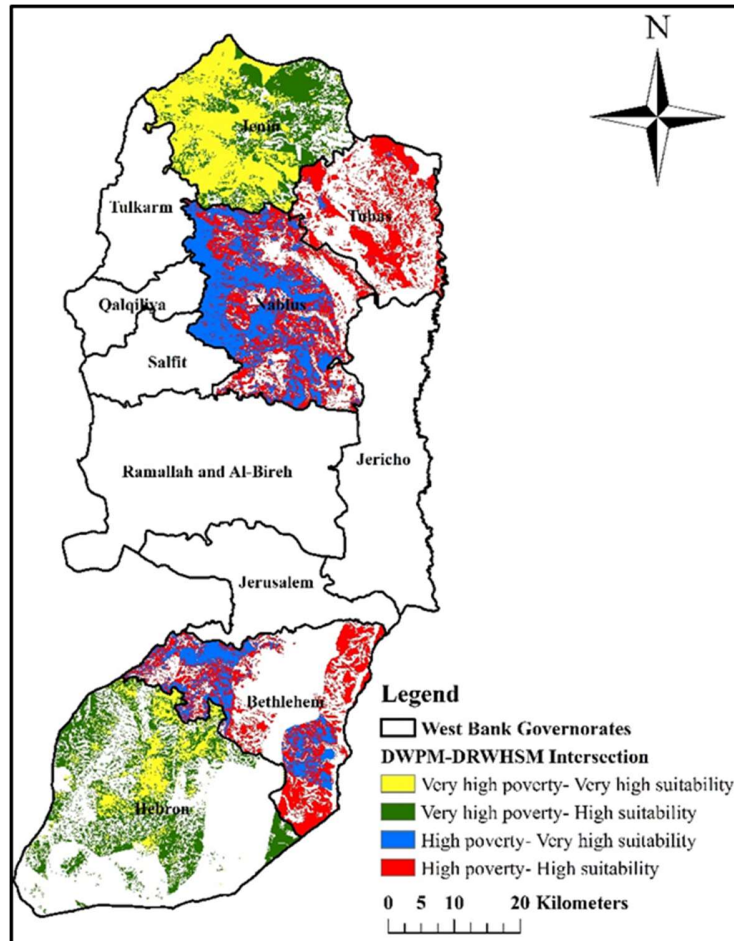 N
Jenin
Tubas
Tulkarm
Nablus
Qalqiliya
Salfit
Jericho
Ramallah and Al-Bireh
Jerusalem
Bethlehem
Hebron
Legend
West Bank Governorates
DWPM-DRWHSM Intersection
Very high poverty- Very high suitability
Very high poverty- High suitability
High poverty- Very high suitability
High poverty- High suitability
0 5 10 20 Kilometers